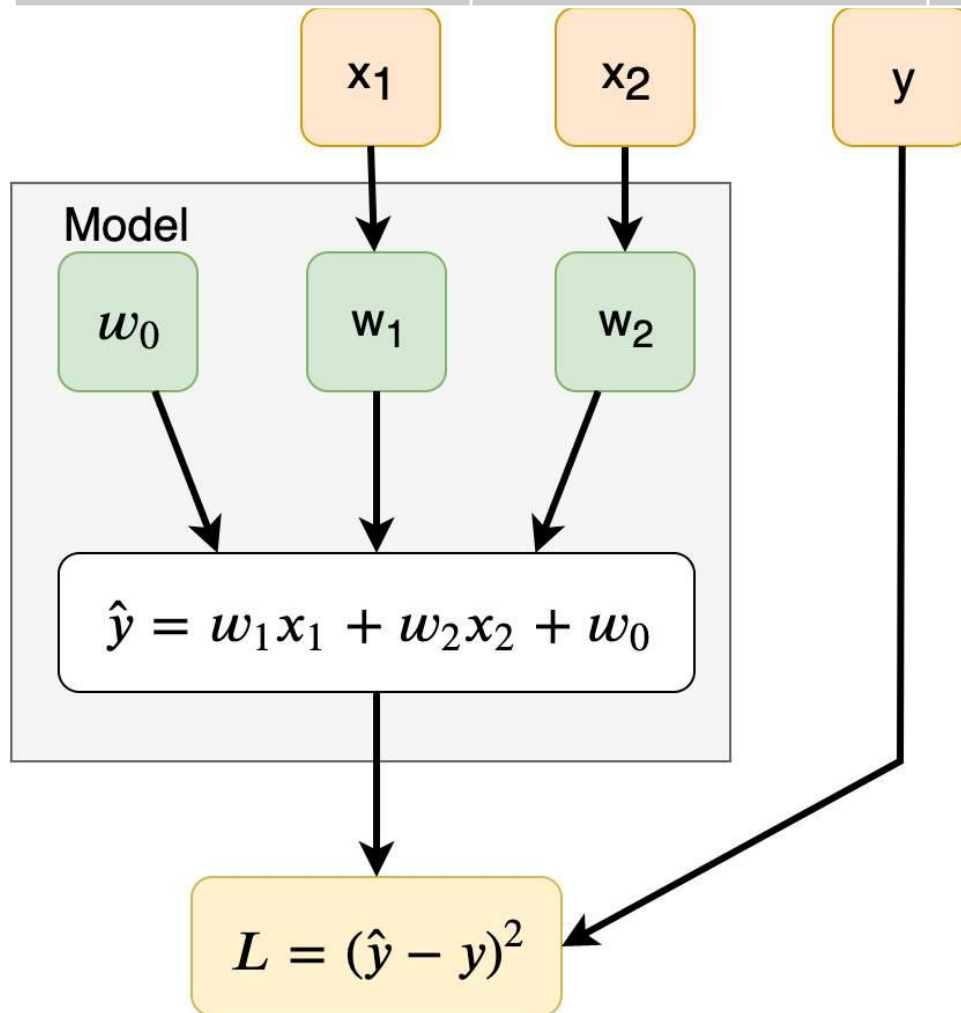 x₁
x₂
y
Model
w₀
w₁
w₂
ŷ = w₁x₁ + w₂x₂ + w₀
L = (ŷ − y)²